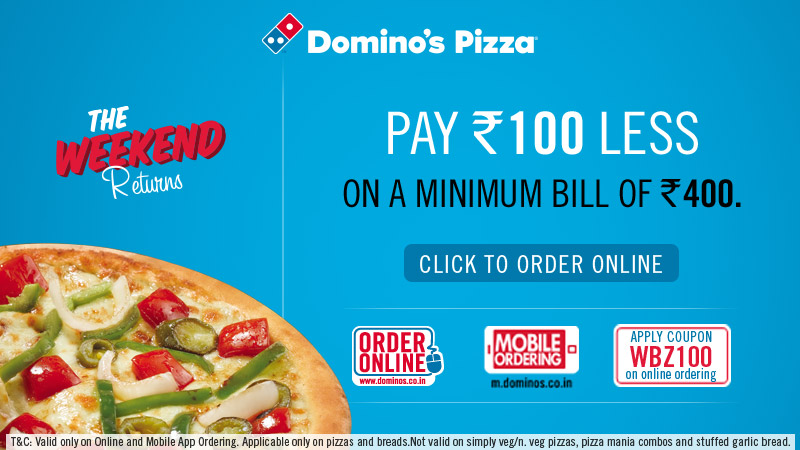 Domino's Pizza
THE
WEEKEND
Returns
PAY ₹100 LESS
ON A MINIMUM BILL OF ₹400.
CLICK TO ORDER ONLINE
ORDER
ONLINE
www.dominos.co.in
MOBILE
ORDERING
m.dominos.co.in
APPLY COUPON
WBZ100
on online ordering
T&C: Valid only on Online and Mobile App Ordering. Applicable only on pizzas and breads.Not valid on simply veg/n. veg pizzas, pizza mania combos and stuffed garlic bread.